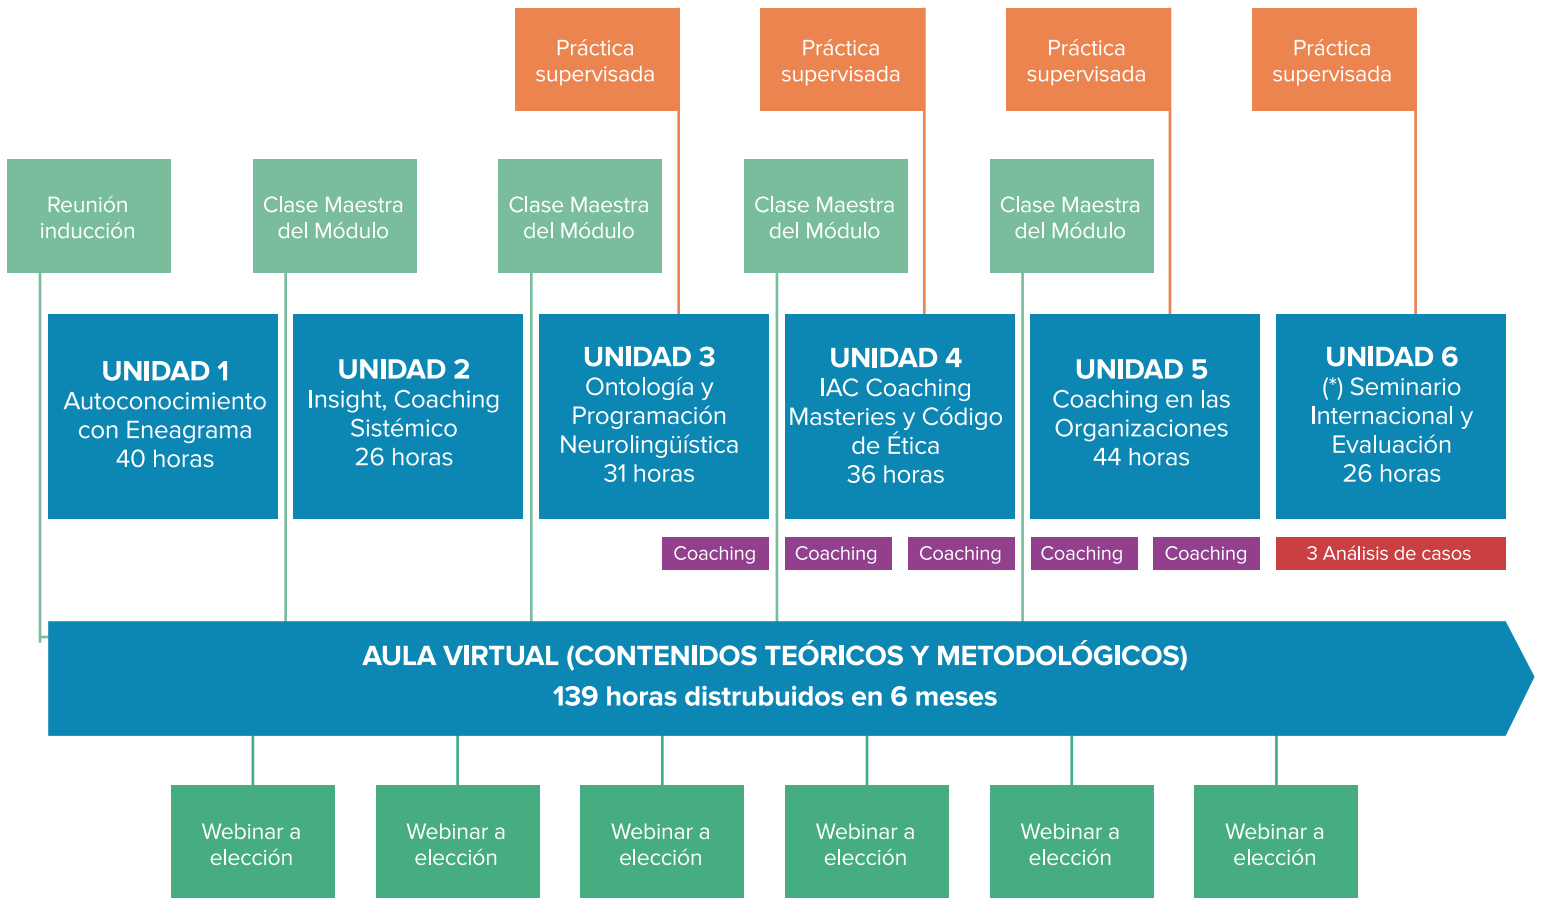 Práctica
supervisada
Práctica
supervisada
Práctica
supervisada
Práctica
supervisada
Reunión
inducción
Clase Maestra
del Módulo
Clase Maestra
del Módulo
Clase Maestra
del Módulo
Clase Maestra
del Módulo
UNIDAD 1
Autoconocimiento
con Eneagrama
40 horas
UNIDAD 2
Insight, Coaching
Sistémico
26 horas
UNIDAD 3
Ontología y
Programación
Neurolingüística
31 horas
UNIDAD 4
IAC Coaching
Masteries y Código
de Ética
36 horas
UNIDAD 5
Coaching en las
Organizaciones
44 horas
UNIDAD 6
(*) Seminario
Internacional y
Evaluación
26 horas
Coaching
Coaching
Coaching
Coaching
Coaching
3 Análisis de casos
AULA VIRTUAL (CONTENIDOS TEÓRICOS Y METODOLÓGICOS)
139 horas distrubuidos en 6 meses
Webinar a
elección
Webinar a
elección
Webinar a
elección
Webinar a
elección
Webinar a
elección
Webinar a
elección